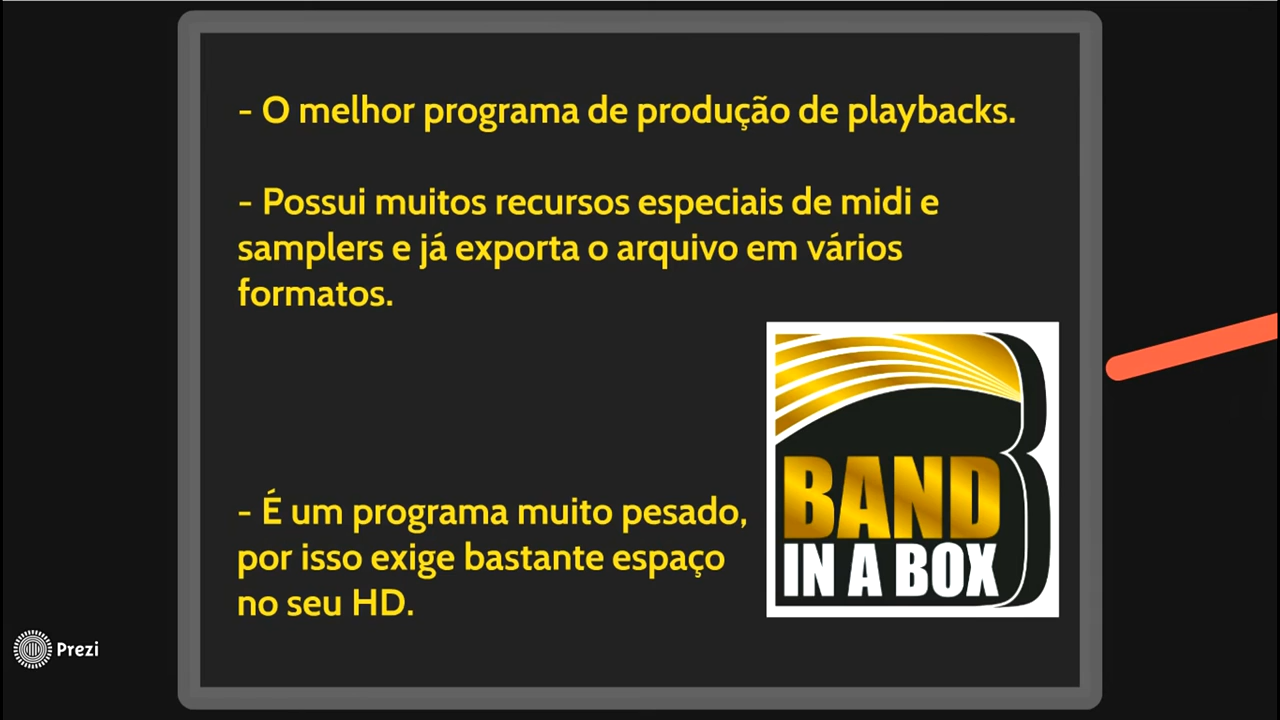 - O melhor programa de produção de playbacks.
- Possui muitos recursos especiais de midi e
samplers e já exporta o arquivo em vários
formatos.
- É um programa muito pesado,
por isso exige bastante espaço
no seu HD.
BAND
IN A BOX
Prezi